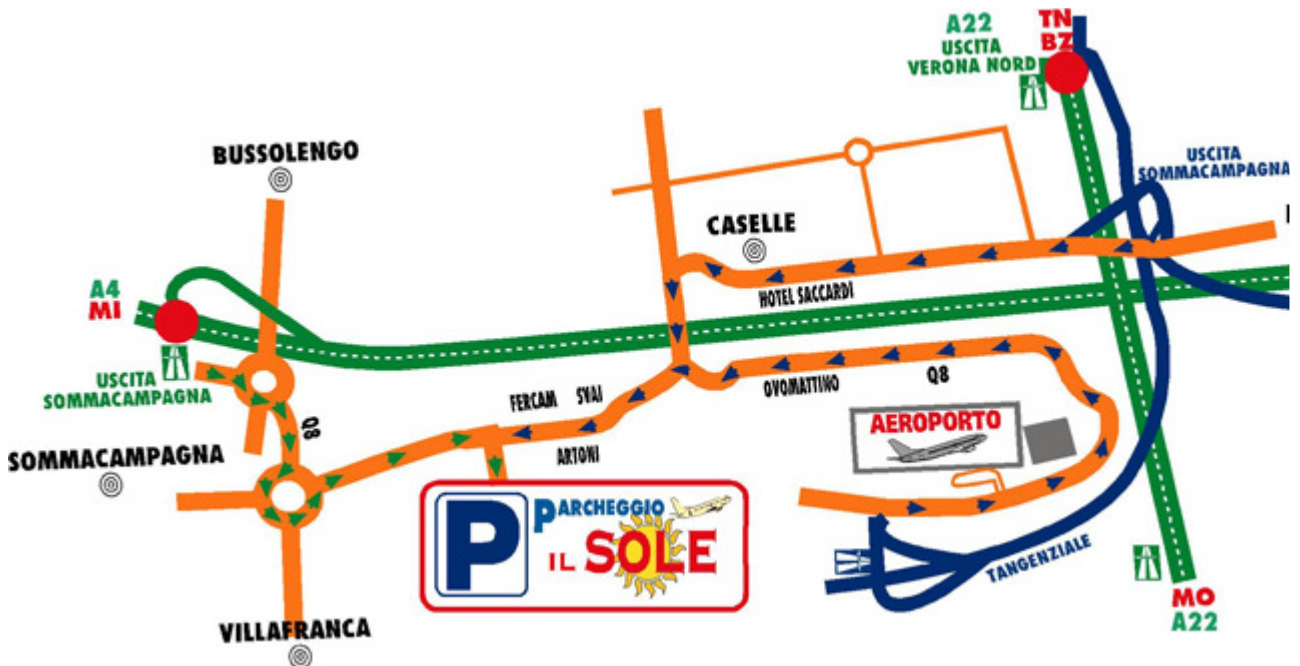 A22
USCITA
VERONA NORD
TN
BZ
BUSSOLENGO
USCITA
SOMMACAMPAGNA
CASELLE
HOTEL SACCARDI
A4
MI
USCITA
SOMMACAMPAGNA
Q8
FERCAM SVAI
ARTONI
OVOMATTINO
Q8
AEROPORTO
SOMMACAMPAGNA
P
PARCHEGGIO
IL SOLE
TANGENZIALE
MO
A22
VILLAFRANCA